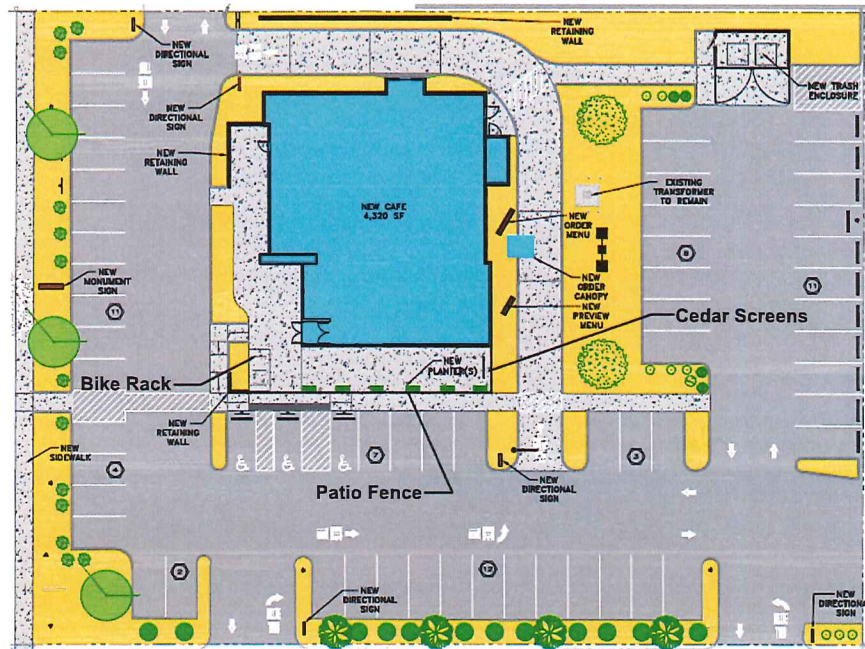 NEW
RETAINING
WALL
NEW
DIRECTIONAL
SIGN
NEW TRASH
ENCLOSURE
NEW
DIRECTIONAL
SIGN
NEW
RETAINING
WALL
NEW CAFE
4,320 SF
EXISTING
TRANSFORMER
TO REMAIN
NEW
ORDER
MENU
NEW
ORDER
CANOPY
8
11
NEW
MONUMENT
SIGN
11
NEW
PREVIEW
MENU
Cedar Screens
NEW
PLANTER(S)
Bike Rack
NEW
RETAINING
WALL
NEW
SIDEWALK
4
7
3
Patio Fence
NEW
DIRECTIONAL
SIGN
2
12
NEW
DIRECTIONAL
SIGN
NEW
DIRECTIONA
SIGN